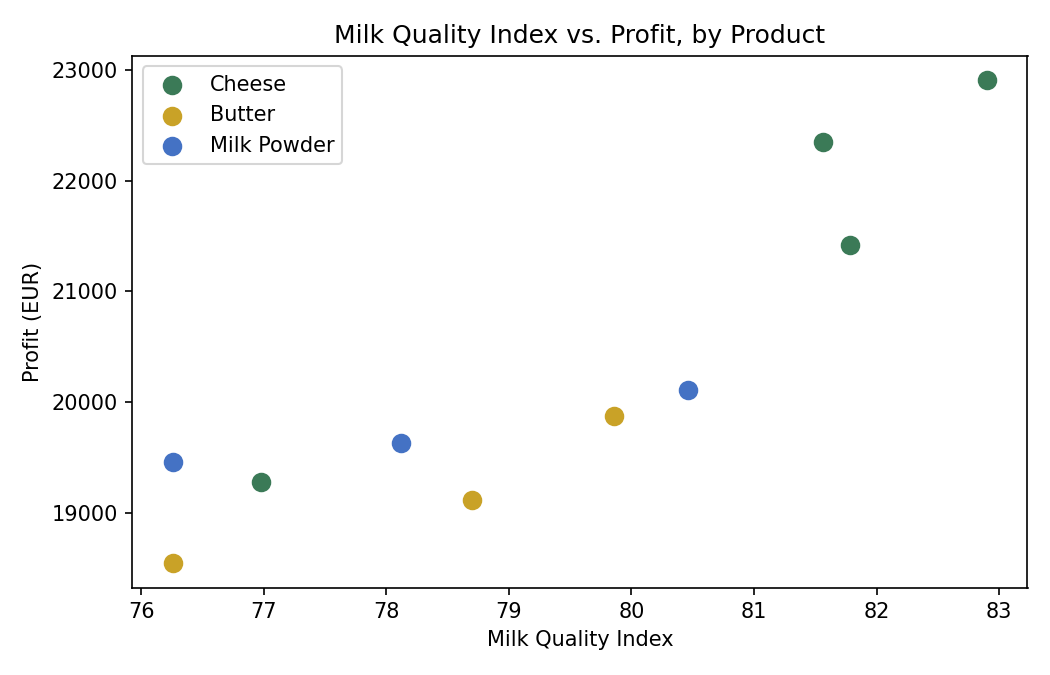 Milk Quality Index vs. Profit, by Product
Cheese
Butter
Milk Powder
Profit (EUR)
23000
22000
21000
20000
19000
76 77 78 79 80 81 82 83
Milk Quality Index